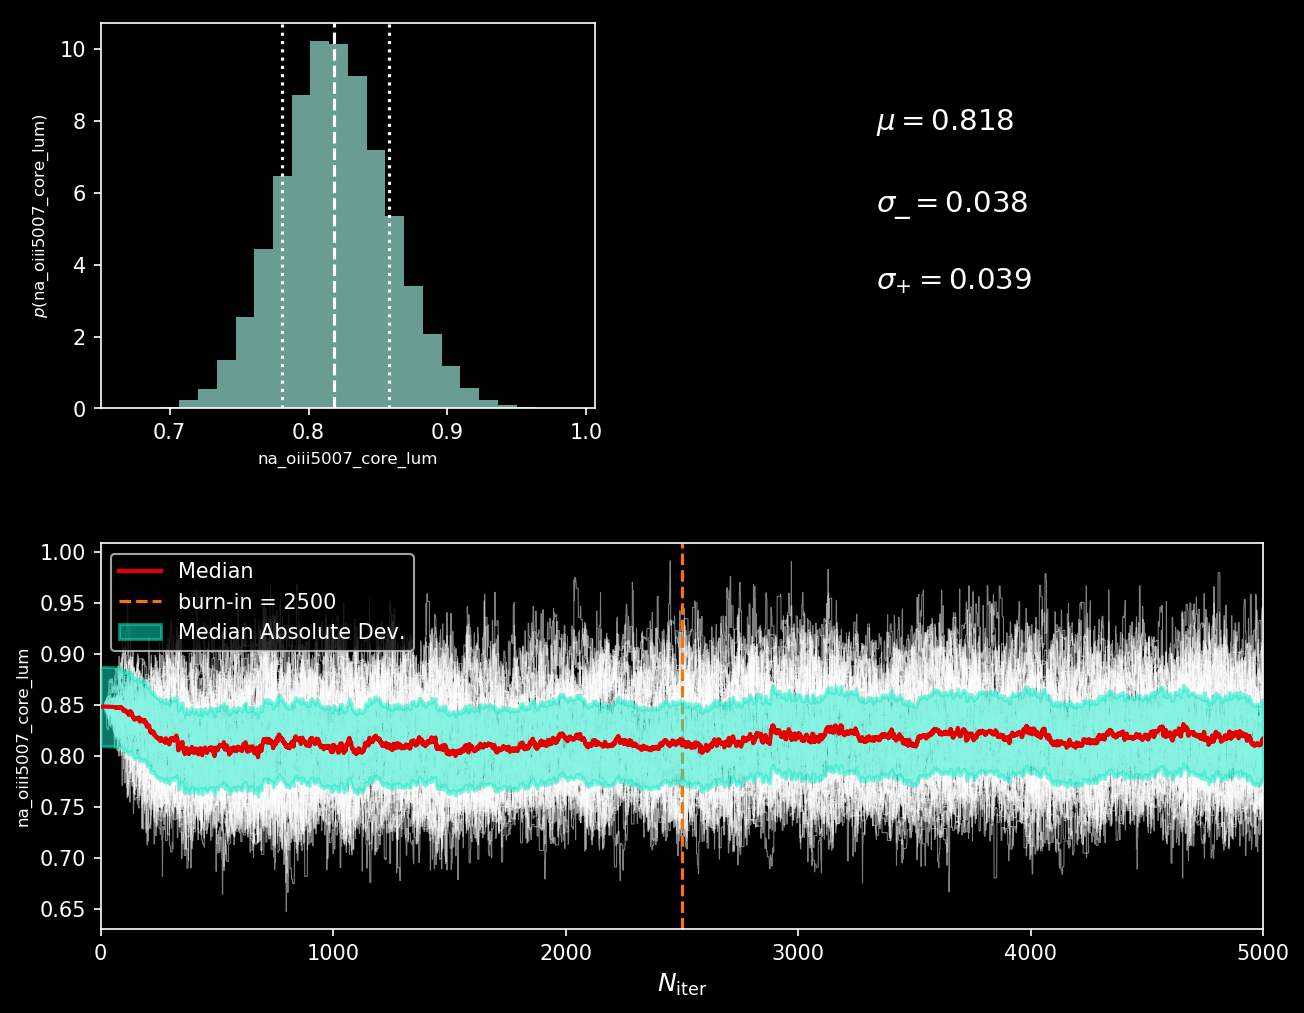 10
8
6
4
2
0
p(na_oiii5007_core_lum)
0.7 0.8 0.9 1.0
na_oiii5007_core_lum
μ = 0.818
σ₋ = 0.038
σ₊ = 0.039
1.00
0.95
0.90
0.85
0.80
0.75
0.70
0.65
na_oiii5007_core_lum
Median
burn-in = 2500
Median Absolute Dev.
0 1000 2000 3000 4000 5000
N_iter